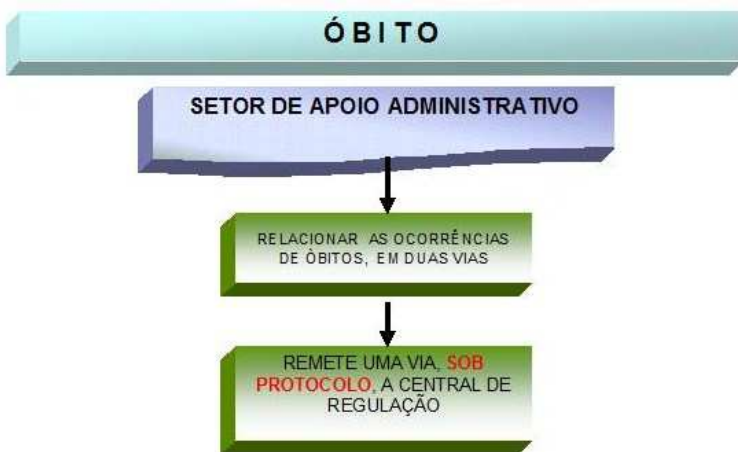 ÓBITO
SETOR DE APOIO ADMINISTRATIVO
RELACIONAR AS OCORRÊNCIAS
DE ÒBITOS, EM DUAS VIAS
REMETE UMA VIA, SOB
PROTOCOLO, A CENTRAL DE
REGULAÇÃO